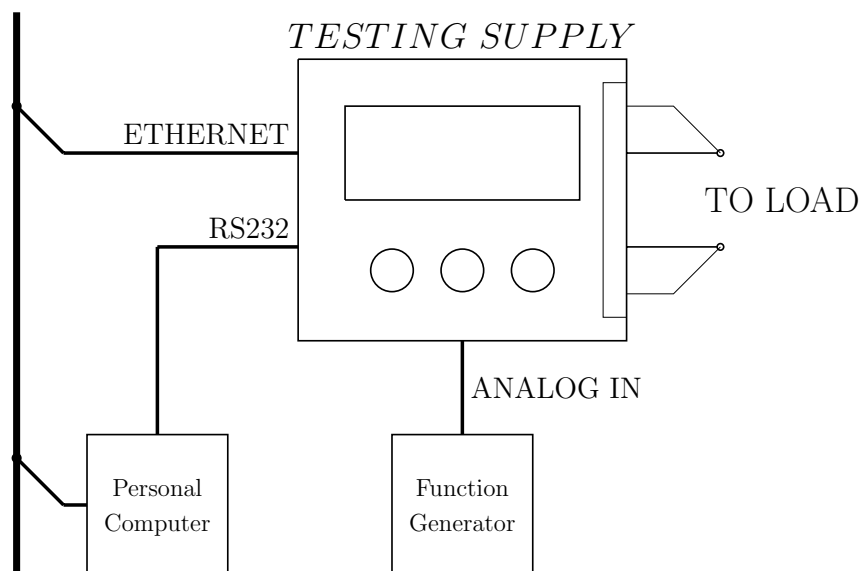 TESTING SUPPLY
ETHERNET
TO LOAD
RS232
ANALOG IN
Personal
Computer
Function
Generator